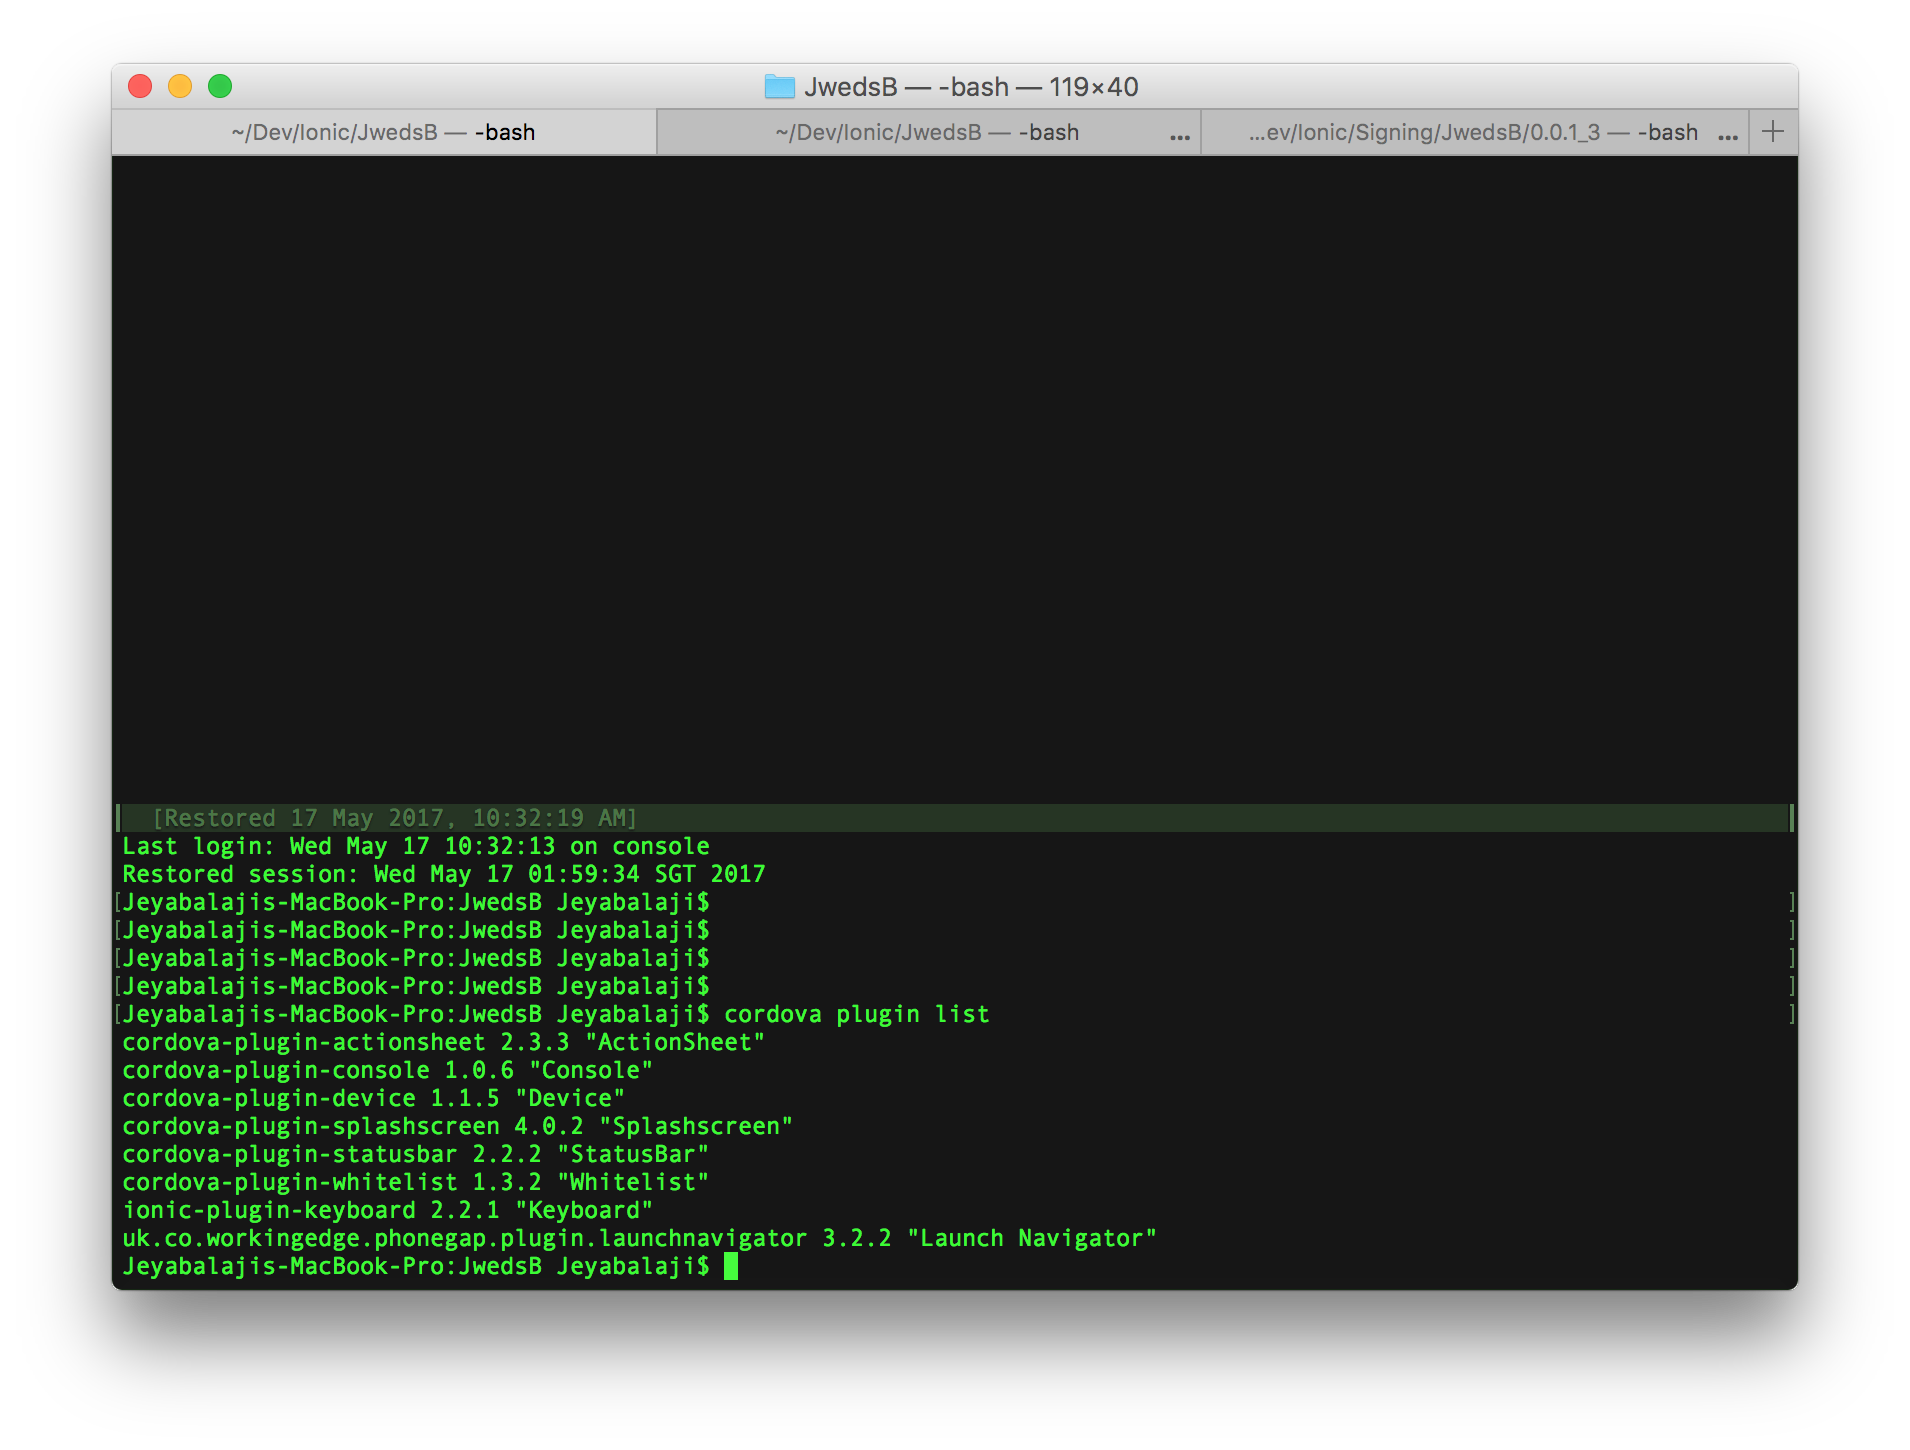 JwedsB — -bash — 119×40
~/Dev/Ionic/JwedsB — -bash
~/Dev/Ionic/JwedsB — -bash ...
...ev/Ionic/Signing/JwedsB/0.0.1_3 — -bash ...
[Restored 17 May 2017, 10:32:19 AM]
Last login: Wed May 17 10:32:13 on console
Restored session: Wed May 17 01:59:34 SGT 2017
[Jeyabalajis-MacBook-Pro:JwedsB Jeyabalaji$ ]
[Jeyabalajis-MacBook-Pro:JwedsB Jeyabalaji$ ]
[Jeyabalajis-MacBook-Pro:JwedsB Jeyabalaji$ ]
[Jeyabalajis-MacBook-Pro:JwedsB Jeyabalaji$ ]
[Jeyabalajis-MacBook-Pro:JwedsB Jeyabalaji$ cordova plugin list ]
cordova-plugin-actionsheet 2.3.3 "ActionSheet"
cordova-plugin-console 1.0.6 "Console"
cordova-plugin-device 1.1.5 "Device"
cordova-plugin-splashscreen 4.0.2 "Splashscreen"
cordova-plugin-statusbar 2.2.2 "StatusBar"
cordova-plugin-whitelist 1.3.2 "Whitelist"
ionic-plugin-keyboard 2.2.1 "Keyboard"
uk.co.workingedge.phonegap.plugin.launchnavigator 3.2.2 "Launch Navigator"
Jeyabalajis-MacBook-Pro:JwedsB Jeyabalaji$